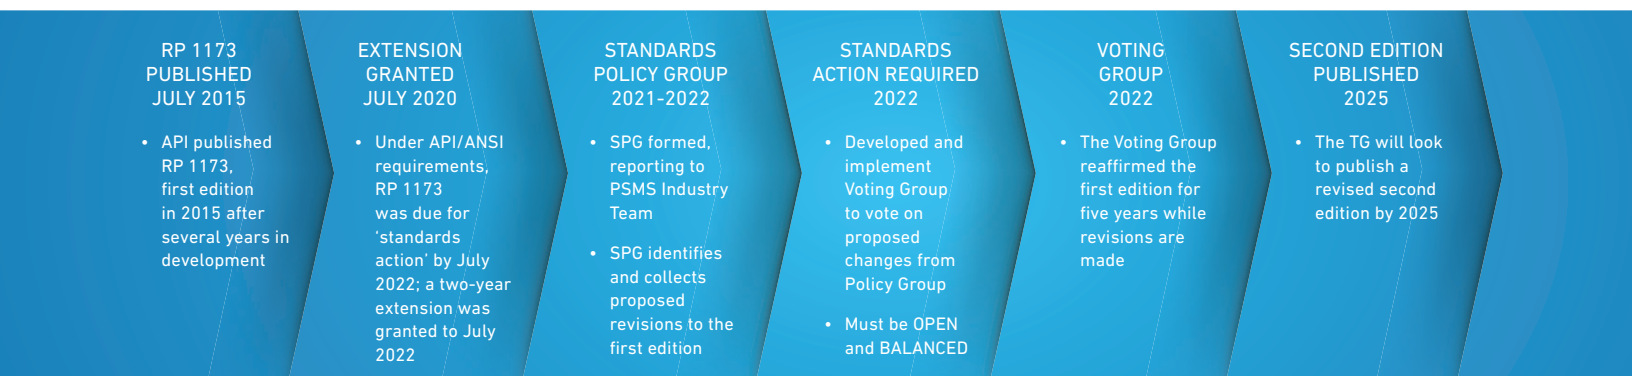 RP 1173
PUBLISHED
JULY 2015
• API published
RP 1173,
first edition
in 2015 after
several years in
development
EXTENSION
GRANTED
JULY 2020
• Under API/ANSI
requirements,
RP 1173
was due for
‘standards
action’ by July
2022; a two-year
extension was
granted to July
2022
STANDARDS
POLICY GROUP
2021-2022
• SPG formed,
reporting to
PSMS Industry
Team
• SPG identifies
and collects
proposed
revisions to the
first edition
STANDARDS
ACTION REQUIRED
2022
• Developed and
implement
Voting Group
to vote on
proposed
changes from
Policy Group
• Must be OPEN
and BALANCED
VOTING
GROUP
2022
• The Voting Group
reaffirmed the
first edition for
five years while
revisions are
made
SECOND EDITION
PUBLISHED
2025
• The TG will look
to publish a
revised second
edition by 2025